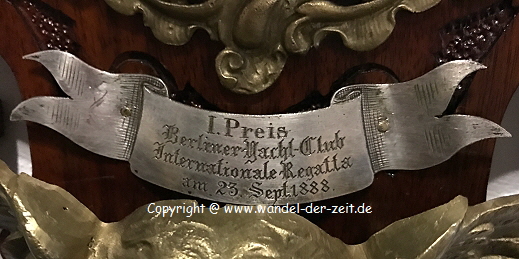 I. Preis
Berliner Yacht-Club
Internationale Regatta
am 23. Sept. 1888.
Copyright @ www.wandel-der-zeit.de